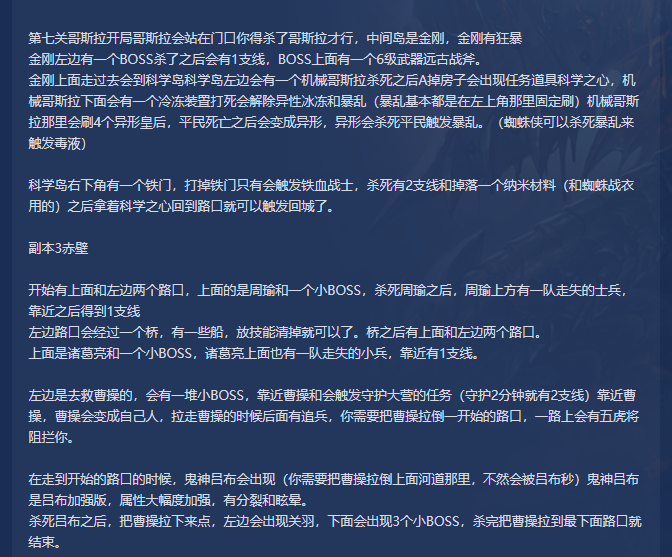 第七关哥斯拉开局哥斯拉会站在门口你得杀了哥斯拉才行，中间岛是金刚，金刚有狂暴
金刚左边有一个BOSS杀了之后会有1支线，BOSS上面有一个6级武器远古战斧。
金刚上面走过去会到科学岛科学岛左边会有一个机械哥斯拉杀死之后A掉房子会出现任务道具科学之心，机
械哥斯拉下面会有一个冷冻装置打死会解除异性冰冻和暴乱（暴乱基本都是在左上角那里固定刷）机械哥斯
拉那里会刷4个异形皇后，平民死亡之后会变成异形，异形会杀死平民触发暴乱。（蜘蛛侠可以杀死暴乱来
触发毒液）
科学岛右下角有一个铁门，打掉铁门只有会触发铁血战士，杀死有2支线和掉落一个纳米材料（和蜘蛛战衣
用的）之后拿着科学之心回到路口就可以触发回城了。
副本3赤壁
开始有上面和左边两个路口，上面的是周瑜和一个小BOSS，杀死周瑜之后，周瑜上方有一队走失的士兵，
靠近之后得到1支线
左边路口会经过一个桥，有一些船，放技能清掉就可以了。桥之后有上面和左边两个路口。
上面是诸葛亮和一个小BOSS，诸葛亮上面也有一队走失的小兵，靠近有1支线。
左边是去救曹操的，会有一堆小BOSS，靠近曹操和会触发守护大营的任务（守护2分钟就有2支线）靠近曹
操，曹操会变成自己人，拉走曹操的时候后面有追兵，你需要把曹操拉倒一开始的路口，一路上会有五虎将
阻拦你。
在走到开始的路口的时候，鬼神吕布会出现（你需要把曹操拉倒上面河道那里，不然会被吕布秒）鬼神吕布
是吕布加强版，属性大幅度加强，有分裂和眩晕。
杀死吕布之后，把曹操拉下来点，左边会出现关羽，下面会出现3个小BOSS，杀完把曹操拉到最下面路口就
结束。